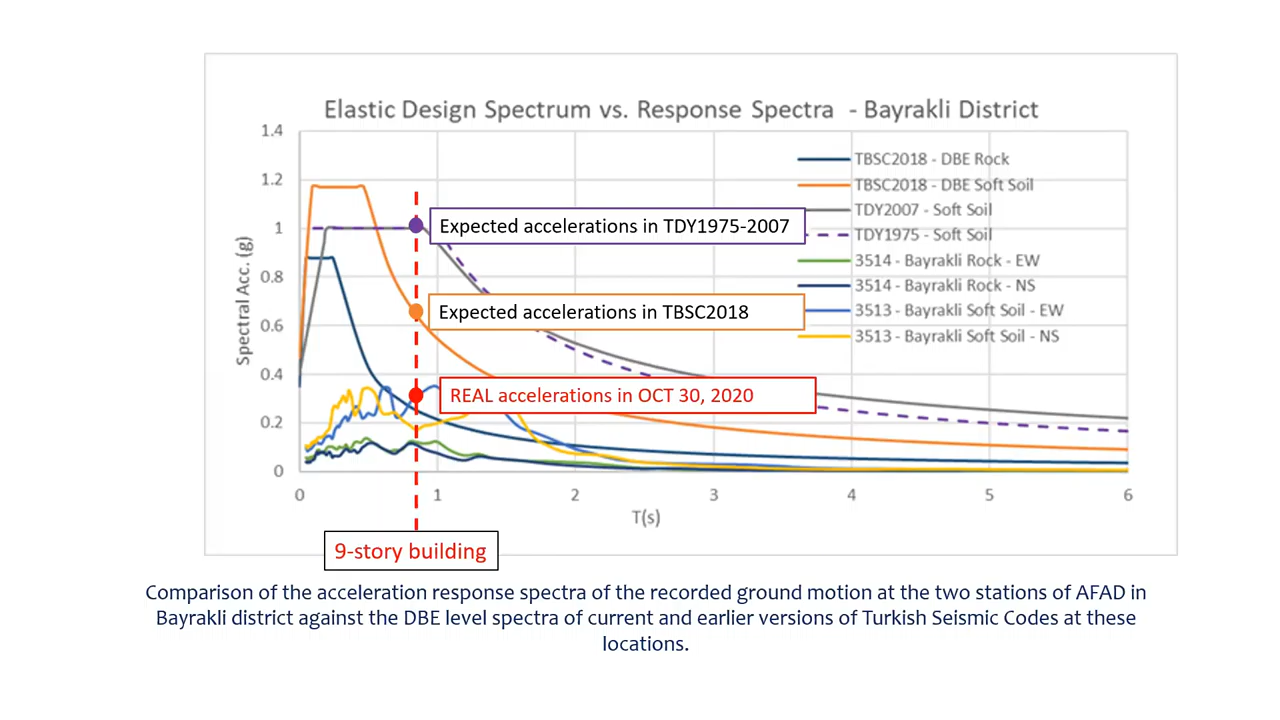 Elastic Design Spectrum vs. Response Spectra - Bayrakli District
1.4
1.2
1
0.8
0.6
0.4
0.2
0
Spectral Acc. (g)
TBSC2018 - DBE Rock
TBSC2018 - DBE Soft Soil
TDY2007 - Soft Soil
TDY1975 - Soft Soil
3514 - Bayrakli Rock - EW
3514 - Bayrakli Rock - NS
3513 - Bayrakli Soft Soil - EW
3513 - Bayrakli Soft Soil - NS
Expected accelerations in TDY1975-2007
Expected accelerations in TBSC2018
REAL accelerations in OCT 30, 2020
0 1 2 3 4 5 6
T(s)
9-story building
Comparison of the acceleration response spectra of the recorded ground motion at the two stations of AFAD in
Bayrakli district against the DBE level spectra of current and earlier versions of Turkish Seismic Codes at these
locations.